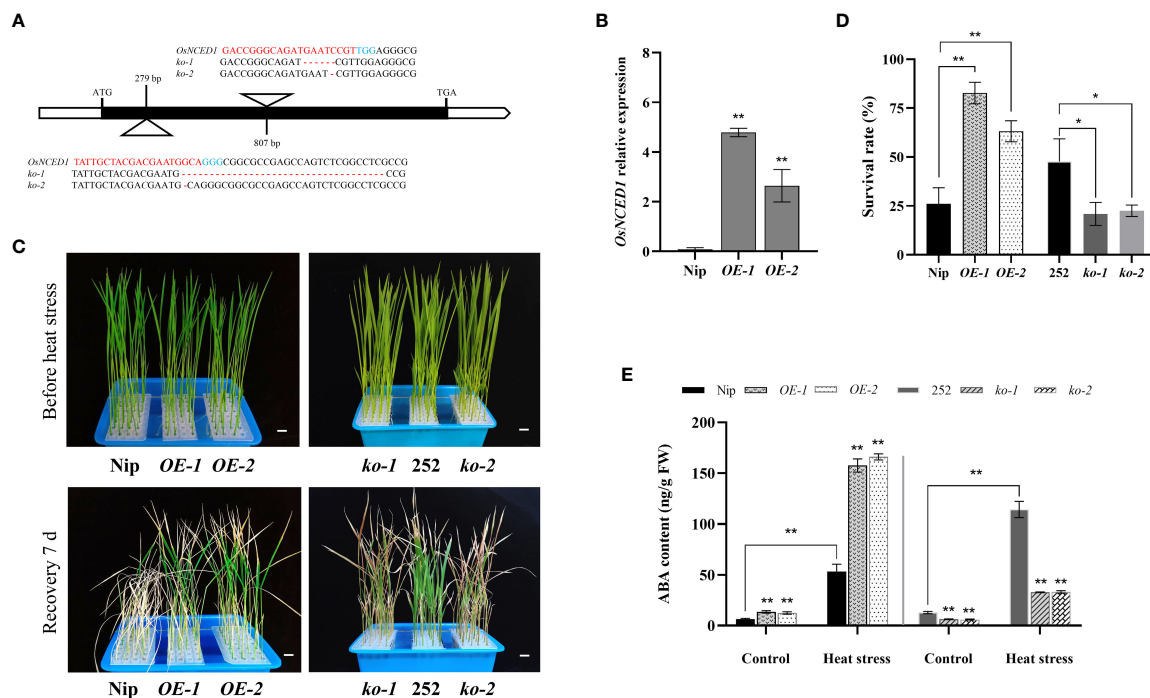 A
OsNCED1 GACCGGGCAGATGAATCCGTTGGAGGGCG
ko-1 GACCGGGCAGAT------CGTTGGAGGGCG
ko-2 GACCGGGCAGATGAAT -CGTTGGAGGGCG
279 bp
ATG
TGA
807 bp
OsNCED1 TATTGCTACGACGAATGGCAGGGCGGCGCCGAGCCAGTCTCGGCCTCGCCG
ko-1 TATTGCTACGACGAATG--------------------------------CCG
ko-2 TATTGCTACGACGAATG -CAGGGCGGCGCCGAGCCAGTCTCGGCCTCGCCG
B
OsNCED1 relative expression
8
6
4
2
0
**
**
Nip OE-1 OE-2
D
Survival rate (%)
100
75
50
25
0
**
**
*
*
Nip OE-1 OE-2 252 ko-1 ko-2
C
Before heat stress
Nip OE-1 OE-2
ko-1 252 ko-2
Recovery 7 d
Nip OE-1 OE-2
ko-1 252 ko-2
E
Nip OE-1 OE-2 252 ko-1 ko-2
ABA content (ng/g FW)
200
150
100
50
0
** ** ** ** **
** ** ** ** **
Control Heat stress Control Heat stress